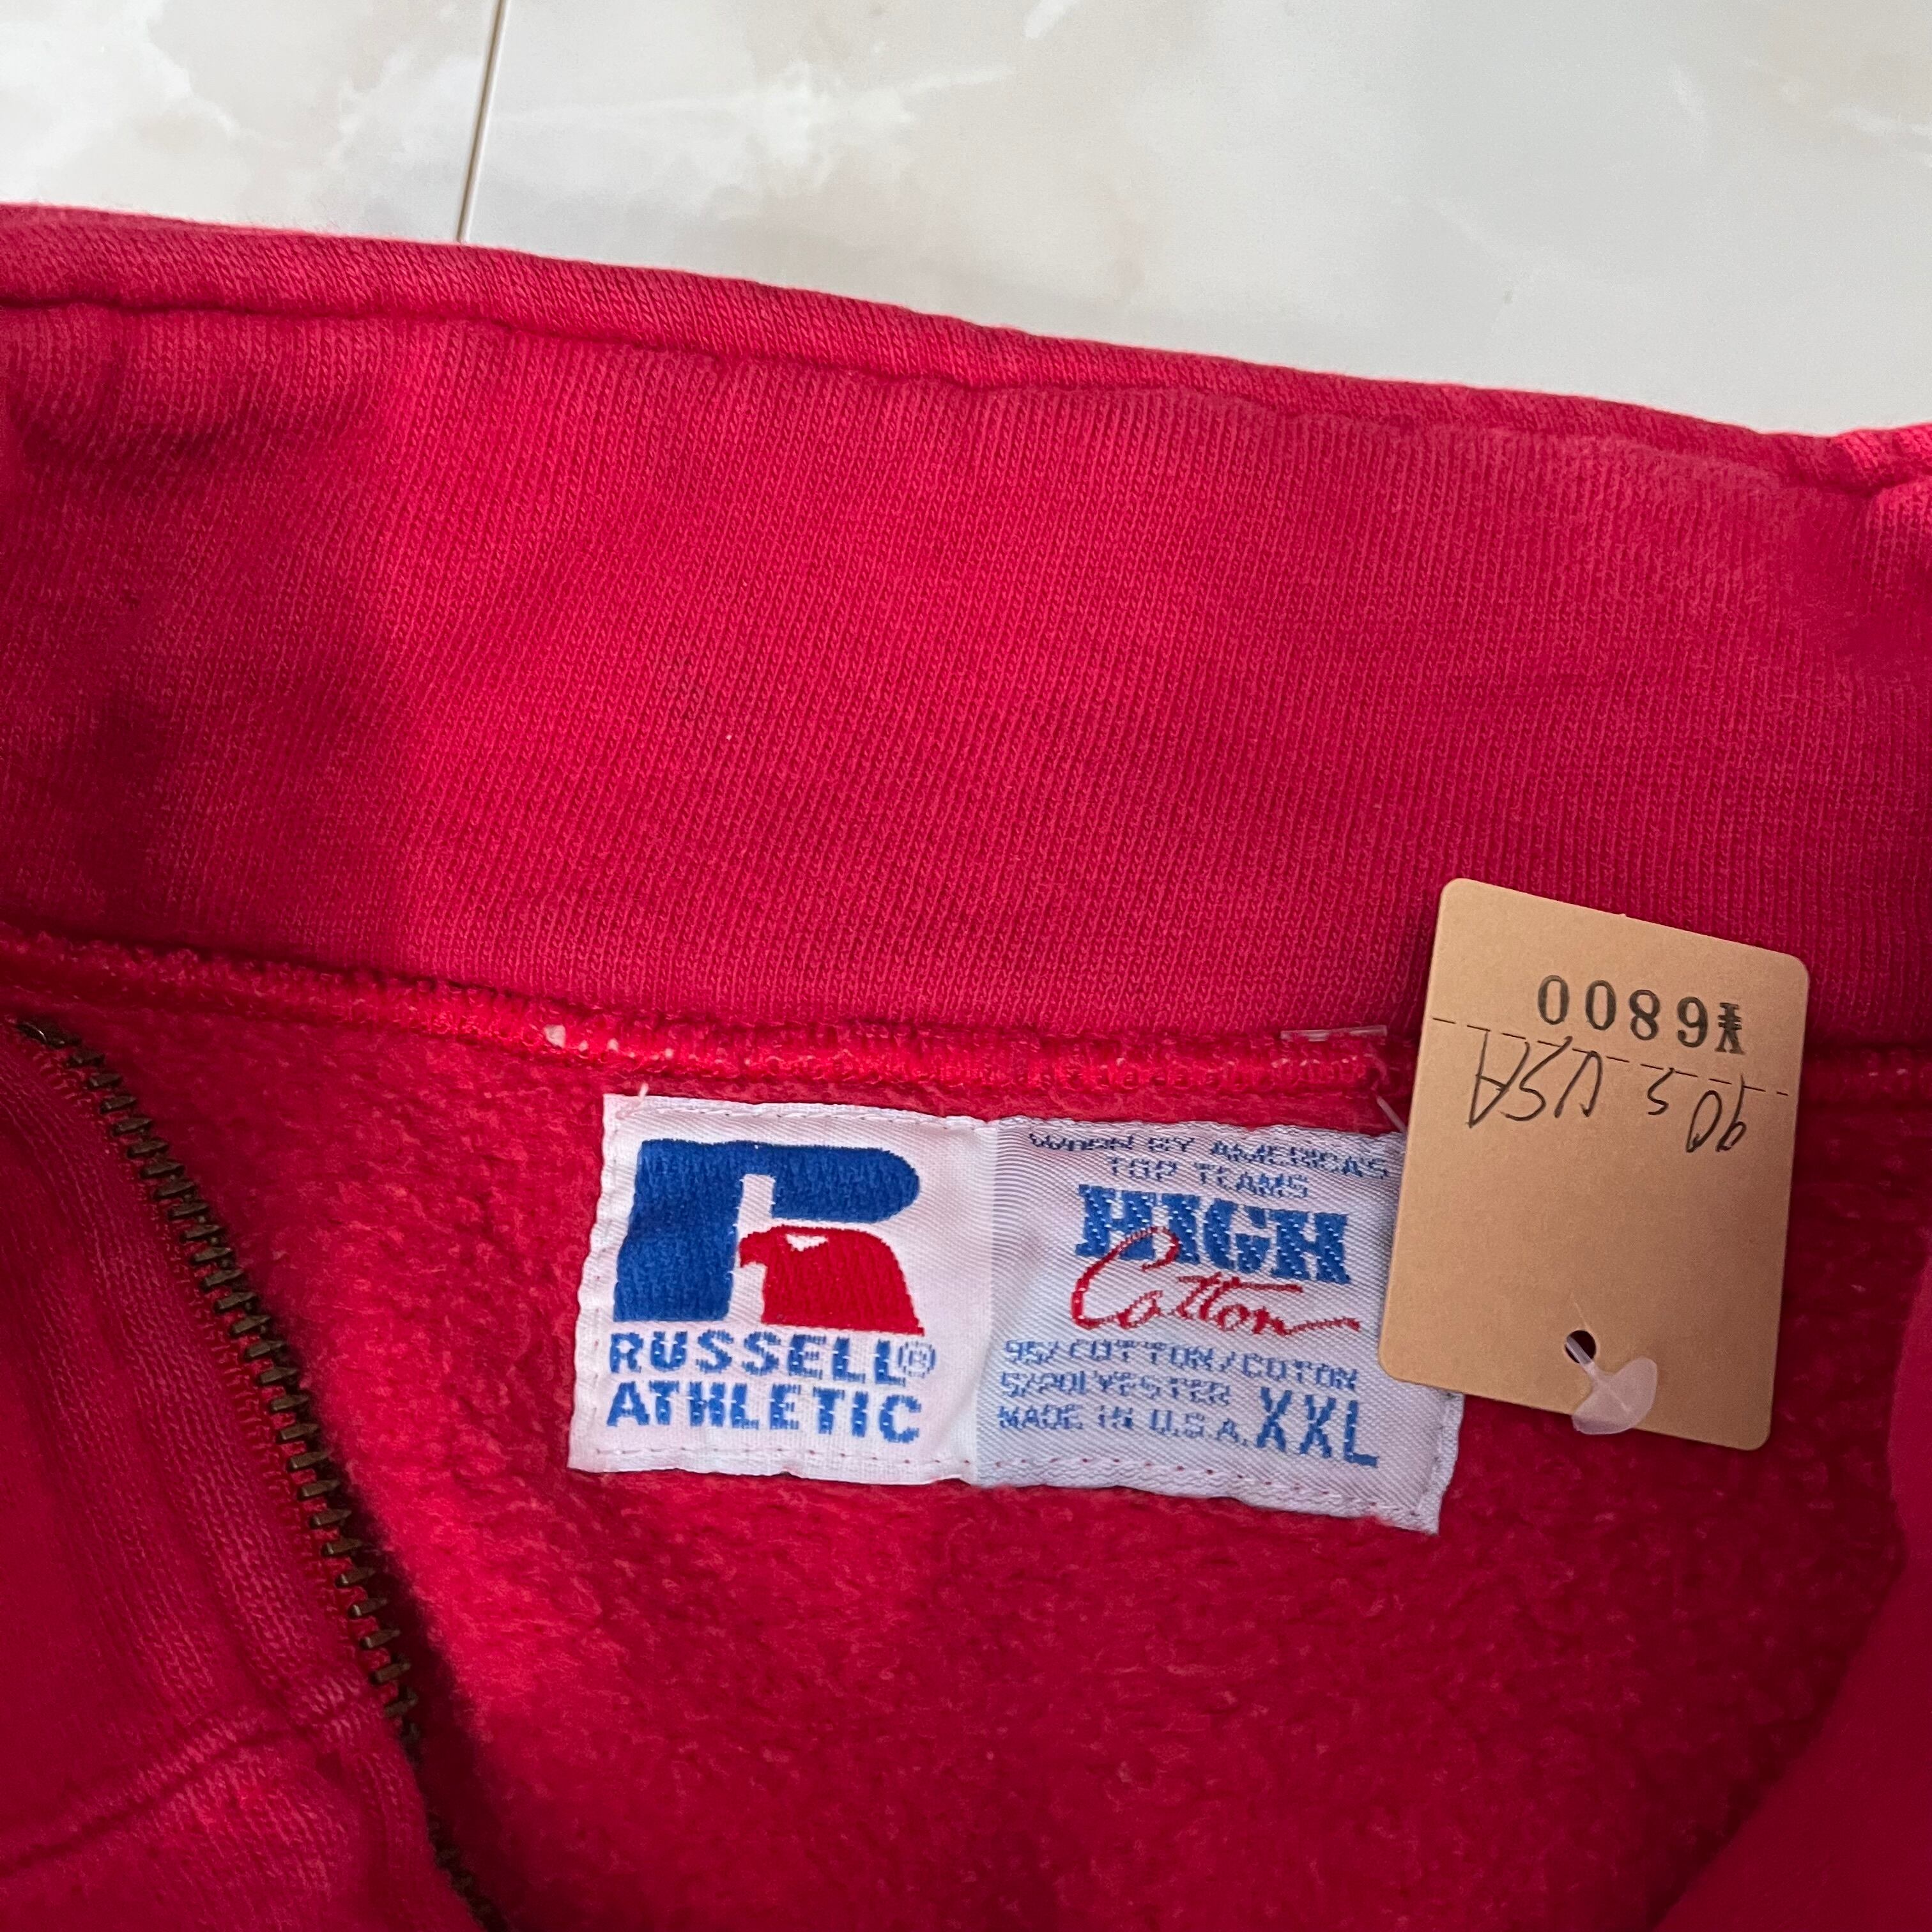 RUSSELL®
ATHLETIC
WORN BY AMERICA'S
TOP TEAMS
HIGH
Cotton
95%COTTON/COTON
5%POLYESTER
MADE IN U.S.A. XXL
90s USA
¥6800